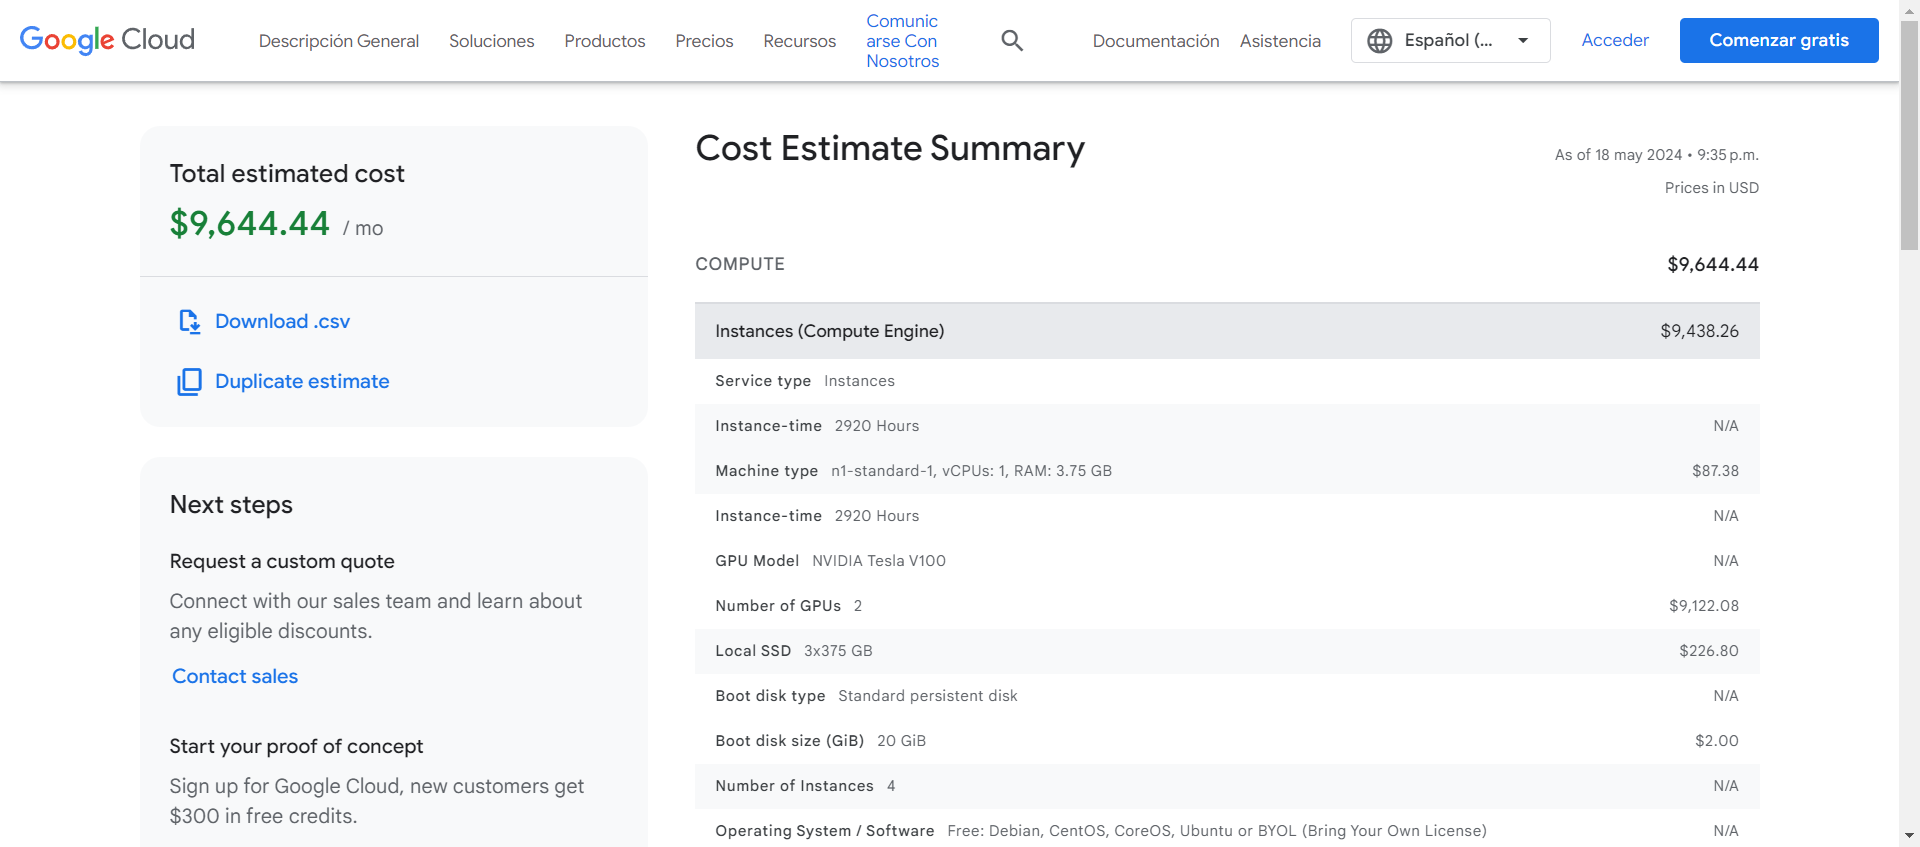 Google Cloud
Descripción General
Soluciones
Productos
Precios
Recursos
Comunic
arse Con
Nosotros
Documentación
Asistencia
Español (...
Acceder
Comenzar gratis
Total estimated cost
$9,644.44 / mo
Download .csv
Duplicate estimate
Next steps
Request a custom quote
Connect with our sales team and learn about
any eligible discounts.
Contact sales
Start your proof of concept
Sign up for Google Cloud, new customers get
$300 in free credits.
Cost Estimate Summary
As of 18 may 2024 • 9:35 p.m.
Prices in USD
COMPUTE $9,644.44
Instances (Compute Engine) $9,438.26
Service type Instances
Instance-time 2920 Hours N/A
Machine type n1-standard-1, vCPUs: 1, RAM: 3.75 GB $87.38
Instance-time 2920 Hours N/A
GPU Model NVIDIA Tesla V100 N/A
Number of GPUs 2 $9,122.08
Local SSD 3x375 GB $226.80
Boot disk type Standard persistent disk N/A
Boot disk size (GiB) 20 GiB $2.00
Number of Instances 4 N/A
Operating System / Software Free: Debian, CentOS, CoreOS, Ubuntu or BYOL (Bring Your Own License) N/A